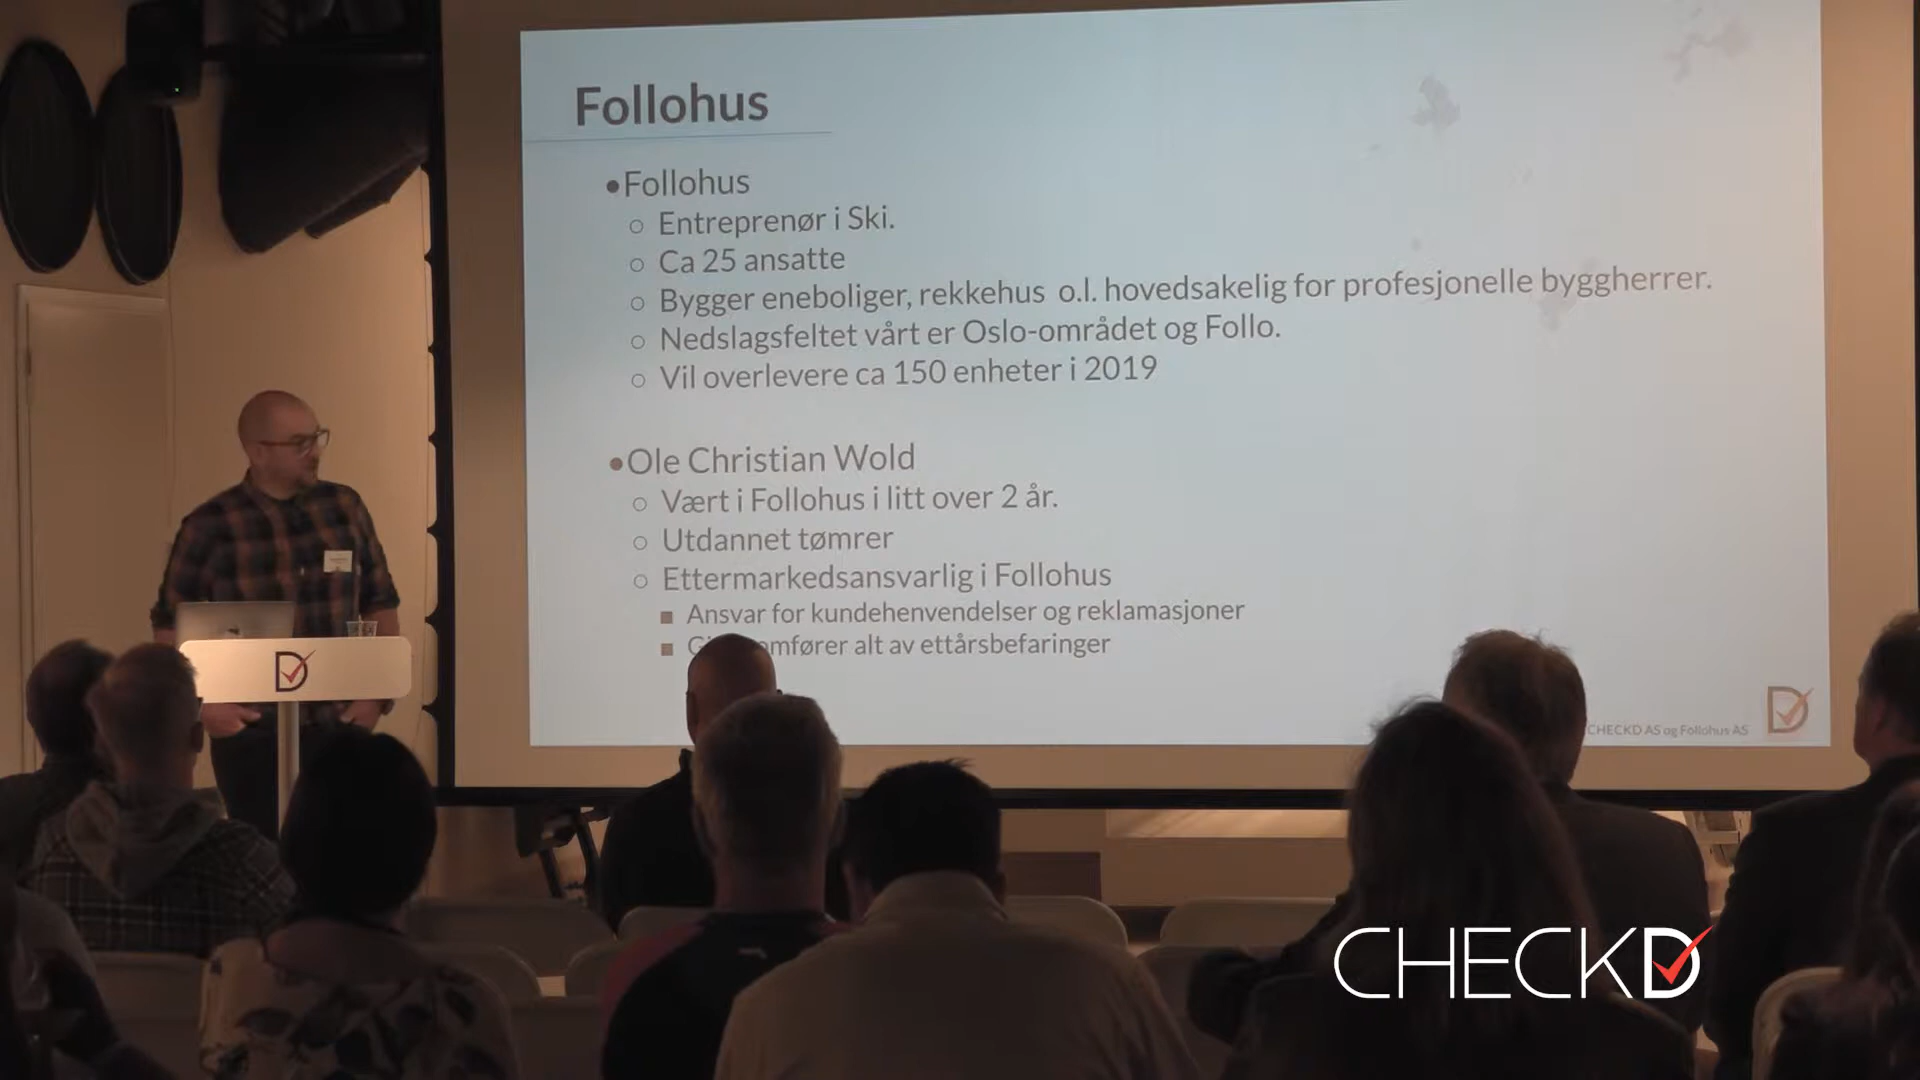 Follohus
•Follohus
○ Entreprenør i Ski.
○ Ca 25 ansatte
○ Bygger eneboliger, rekkehus o.l. hovedsakelig for profesjonelle byggherrer.
○ Nedslagsfeltet vårt er Oslo-området og Follo.
○ Vil overlevere ca 150 enheter i 2019
•Ole Christian Wold
○ Vært i Follohus i litt over 2 år.
○ Utdannet tømrer
○ Ettermarkedsansvarlig i Follohus
■ Ansvar for kundehenvendelser og reklamasjoner
■ alt av ettårsbefaringer
CHECKD AS og Follohus AS
CHECKD